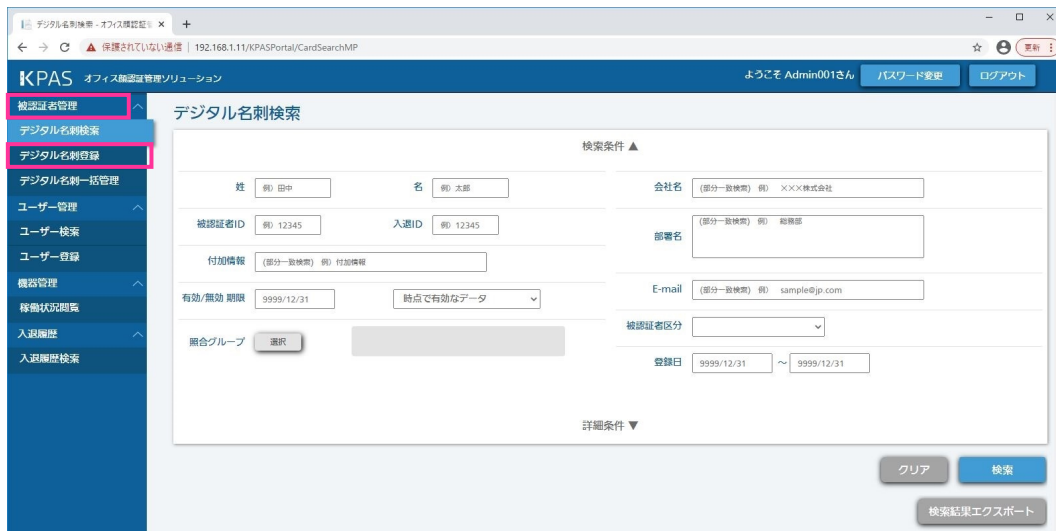 デジタル名刺検索 - オフィス顔認証モ
保護されていない通信 | 192.168.1.11/KPASPortal/CardSearchMP
更新
KPAS オフィス顔認証管理ソリューション
ようこそ Admin001さん
パスワード変更
ログアウト
被認証者管理
デジタル名刺検索
デジタル名刺登録
デジタル名刺一括管理
ユーザー管理
ユーザー検索
ユーザー登録
機器管理
稼働状況閲覧
入退履歴
入退履歴検索
デジタル名刺検索
検索条件 ▲
姓 例）田中
名 例）太郎
被認証者ID 例）12345
入退ID 例）12345
付加情報 (部分一致検索) 例）付加情報
有効/無効 期限 9999/12/31 時点で有効なデータ
照合グループ 選択
会社名 (部分一致検索) 例） ×××株式会社
部署名 (部分一致検索) 例） 総務部
E-mail (部分一致検索) 例） sample@jp.com
被認証者区分
登録日 9999/12/31 ～ 9999/12/31
詳細条件 ▼
クリア
検索
検索結果エクスポート